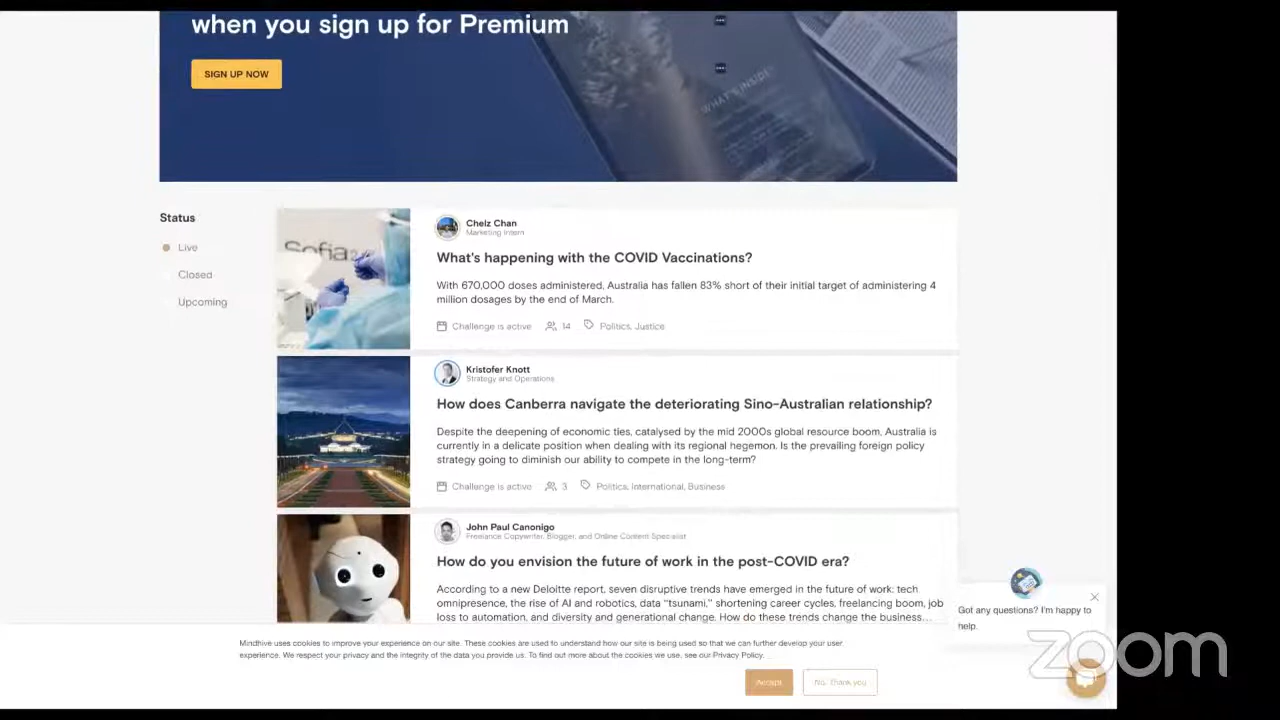 when you sign up for Premium
SIGN UP NOW
WHAT'S INSIDE
Status
Live
Closed
Upcoming
Sofia2
Chelz Chan
Marketing Intern
What's happening with the COVID Vaccinations?
With 670,000 doses administered, Australia has fallen 83% short of their initial target of administering 4
million dosages by the end of March.
Challenge is active 14 Politics, Justice
Kristofer Knott
Strategy and Operations
How does Canberra navigate the deteriorating Sino-Australian relationship?
Despite the deepening of economic ties, catalysed by the mid 2000s global resource boom, Australia is
currently in a delicate position when dealing with its regional hegemon. Is the prevailing foreign policy
strategy going to diminish our ability to compete in the long-term?
Challenge is active 3 Politics, International, Business
John Paul Canonigo
Freelance Copywriter, Blogger, and Online Content Specialist
How do you envision the future of work in the post-COVID era?
According to a new Deloitte report, seven disruptive trends have emerged in the future of work: tech
omnipresence, the rise of AI and robotics, data "tsunami," shortening career cycles, freelancing boom, job
loss to automation, and diversity and generational change. How do these trends change the business...
Got any questions? I'm happy to
help.
Mindhive uses cookies to improve your experience on our site. These cookies are used to understand how our site is being used so that we can further develop your user
experience. We respect your privacy and the integrity of the data you provide us. To find out more about the cookies we use, see our Privacy Policy.
Accept
No, Thank you
zoom